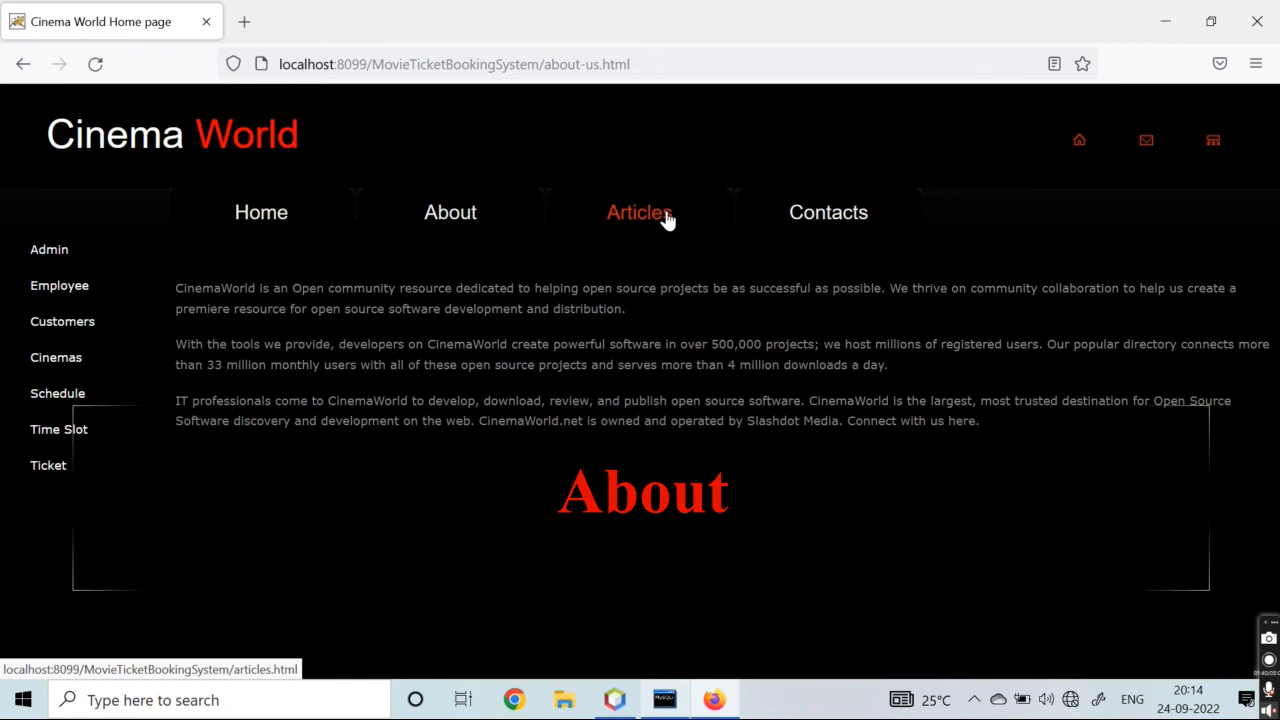 Cinema World Home page
localhost:8099/MovieTicketBookingSystem/about-us.html
Cinema World
Home About Articles Contacts
Admin
Employee
Customers
Cinemas
Schedule
Time Slot
Ticket
CinemaWorld is an Open community resource dedicated to helping open source projects be as successful as possible. We thrive on community collaboration to help us create a
premiere resource for open source software development and distribution.
With the tools we provide, developers on CinemaWorld create powerful software in over 500,000 projects; we host millions of registered users. Our popular directory connects more
than 33 million monthly users with all of these open source projects and serves more than 4 million downloads a day.
IT professionals come to CinemaWorld to develop, download, review, and publish open source software. CinemaWorld is the largest, most trusted destination for Open Source
Software discovery and development on the web. CinemaWorld.net is owned and operated by Slashdot Media. Connect with us here.
About
localhost:8099/MovieTicketBookingSystem/articles.html
Type here to search
MySQL
25°C
ENG
20:14
24-09-2022